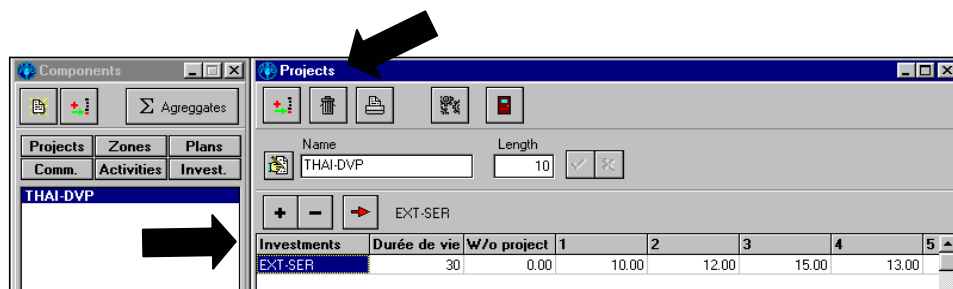 Components
Projects
Σ Agreggates
Projects Zones Plans
Comm. Activities Invest.
THAI-DVP
Name Length
THAI-DVP 10
+ − EXT-SER
Investments Durée de vie W/o project 1 2 3 4 5
EXT-SER 30 0.00 10.00 12.00 15.00 13.00